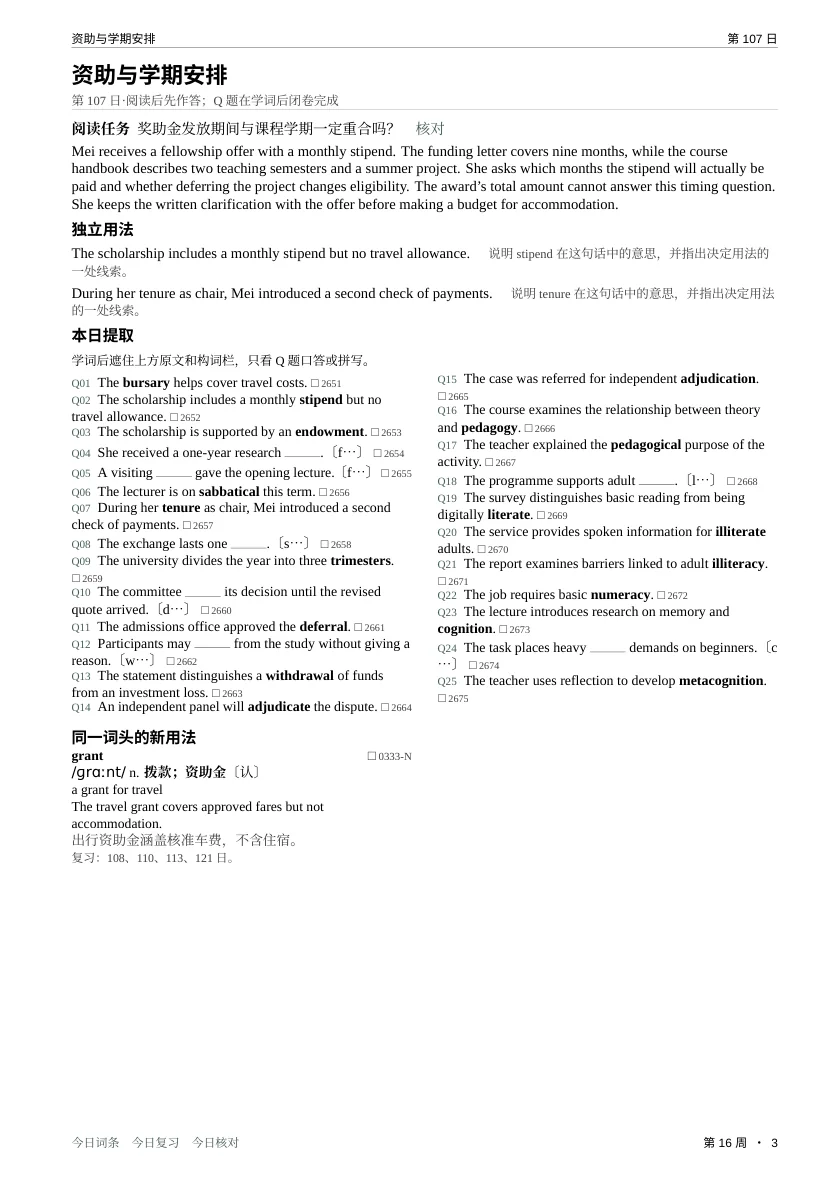 资助与学期安排 第 107 日
资助与学期安排
第 107 日·阅读后先作答；Q 题在学词后闭卷完成
阅读任务 奖助金发放期间与课程学期一定重合吗？ 核对
Mei receives a fellowship offer with a monthly stipend. The funding letter covers nine months, while the course
handbook describes two teaching semesters and a summer project. She asks which months the stipend will actually be
paid and whether deferring the project changes eligibility. The award’s total amount cannot answer this timing question.
She keeps the written clarification with the offer before making a budget for accommodation.
独立用法
The scholarship includes a monthly stipend but no travel allowance. 说明 stipend 在这句话中的意思，并指出决定用法的
一处线索。
During her tenure as chair, Mei introduced a second check of payments. 说明 tenure 在这句话中的意思，并指出决定用法
的一处线索。
本日提取
学词后遮住上方原文和构词栏，只看 Q 题口答或拼写。
Q01 The bursary helps cover travel costs. □ 2651
Q02 The scholarship includes a monthly stipend but no
travel allowance. □ 2652
Q03 The scholarship is supported by an endowment. □ 2653
Q04 She received a one-year research _____.〔f…〕 □ 2654
Q05 A visiting _____ gave the opening lecture.〔f…〕 □ 2655
Q06 The lecturer is on sabbatical this term. □ 2656
Q07 During her tenure as chair, Mei introduced a second
check of payments. □ 2657
Q08 The exchange lasts one _____.〔s…〕 □ 2658
Q09 The university divides the year into three trimesters.
□ 2659
Q10 The committee _____ its decision until the revised
quote arrived.〔d…〕 □ 2660
Q11 The admissions office approved the deferral. □ 2661
Q12 Participants may _____ from the study without giving a
reason.〔w…〕 □ 2662
Q13 The statement distinguishes a withdrawal of funds
from an investment loss. □ 2663
Q14 An independent panel will adjudicate the dispute. □ 2664
Q15 The case was referred for independent adjudication.
□ 2665
Q16 The course examines the relationship between theory
and pedagogy. □ 2666
Q17 The teacher explained the pedagogical purpose of the
activity. □ 2667
Q18 The programme supports adult _____.〔l…〕 □ 2668
Q19 The survey distinguishes basic reading from being
digitally literate. □ 2669
Q20 The service provides spoken information for illiterate
adults. □ 2670
Q21 The report examines barriers linked to adult illiteracy.
□ 2671
Q22 The job requires basic numeracy. □ 2672
Q23 The lecture introduces research on memory and
cognition. □ 2673
Q24 The task places heavy _____ demands on beginners.〔c
…〕 □ 2674
Q25 The teacher uses reflection to develop metacognition.
□ 2675
同一词头的新用法
grant □ 0333-N
/ɡrɑːnt/ n. 拨款；资助金〔认〕
a grant for travel
The travel grant covers approved fares but not
accommodation.
出行资助金涵盖核准车费，不含住宿。
复习：108、110、113、121 日。
今日词条 今日复习 今日核对 第 16 周 · 3